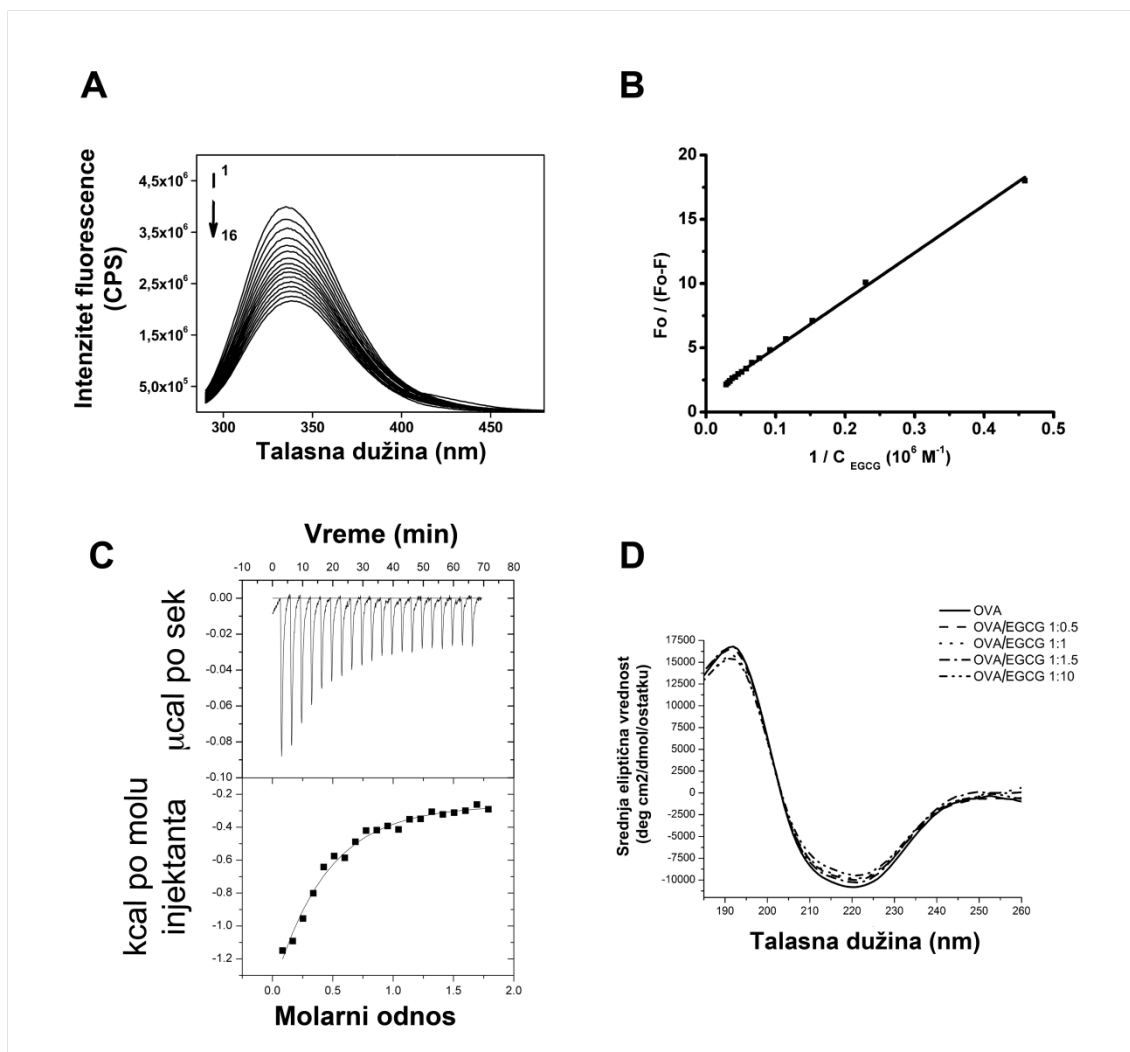 A
Intenzitet fluorescence
(CPS)
4,5x10⁶
3,5x10⁶
2,5x10⁶
1,5x10⁶
5,0x10⁵
1
16
300 350 400 450
Talasna dužina (nm)
B
Fo / (Fo-F)
20
15
10
5
0
0.0 0.1 0.2 0.3 0.4 0.5
1 / C EGCG (10⁶ M⁻¹)
C
Vreme (min)
-10 0 10 20 30 40 50 60 70 80
µcal po sek
0.00
-0.02
-0.04
-0.06
-0.08
-0.10
kcal po molu
injektanta
-0.2
-0.4
-0.6
-0.8
-1.0
-1.2
0.0 0.5 1.0 1.5 2.0
Molarni odnos
D
OVA
OVA/EGCG 1:0.5
OVA/EGCG 1:1
OVA/EGCG 1:1.5
OVA/EGCG 1:10
Srednja eliptična vrednost
(deg cm2/dmol/ostatku)
17500
15000
12500
10000
7500
5000
2500
0
-2500
-5000
-7500
-10000
190 200 210 220 230 240 250 260
Talasna dužina (nm)